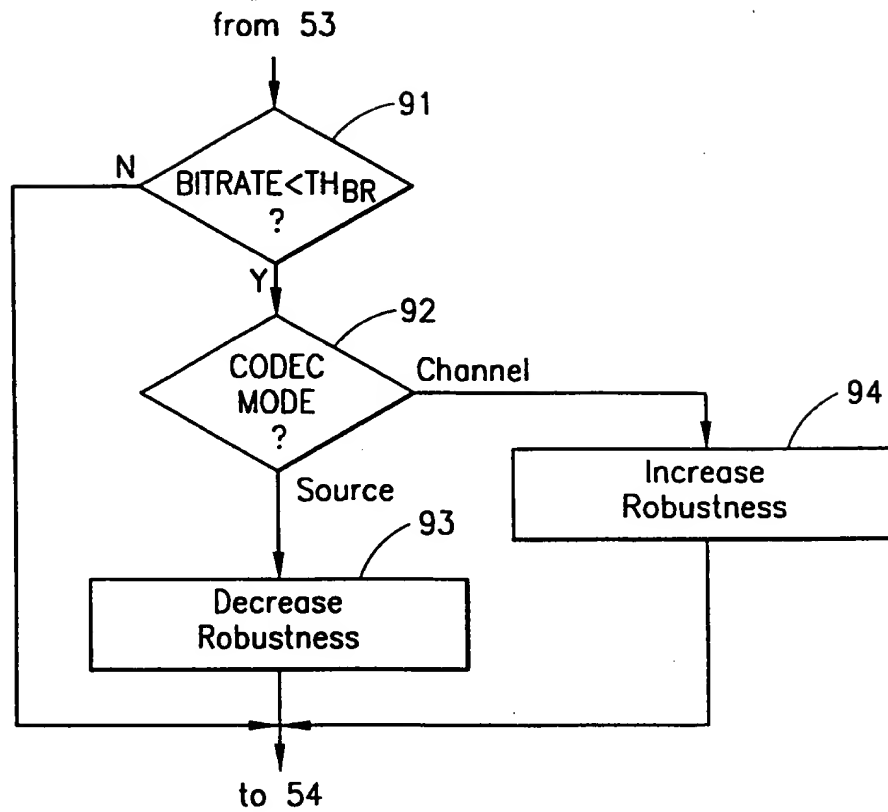 from 53
91
N
BITRATE<TH_BR
?
Y
92
CODEC
MODE
?
Channel
94
Increase
Robustness
Source
93
Decrease
Robustness
to 54